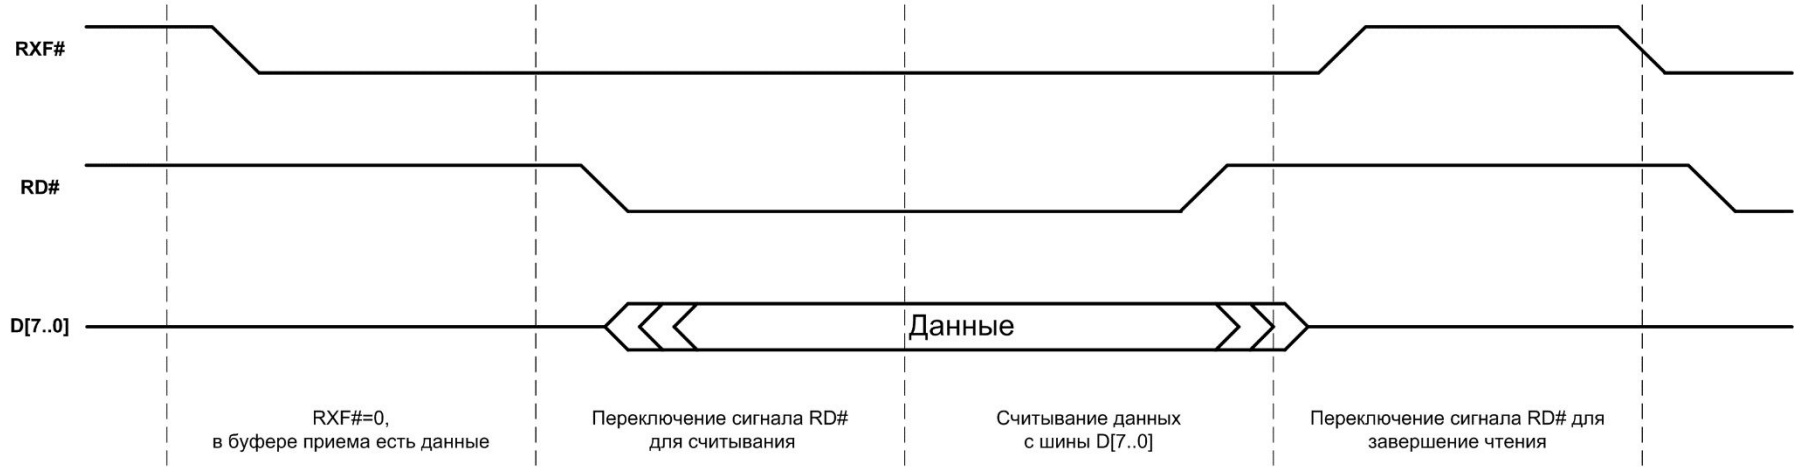 RXF#
RD#
D[7..0]
Данные
RXF#=0,
в буфере приема есть данные
Переключение сигнала RD#
для считывания
Считывание данных
с шины D[7..0]
Переключение сигнала RD# для
завершение чтения